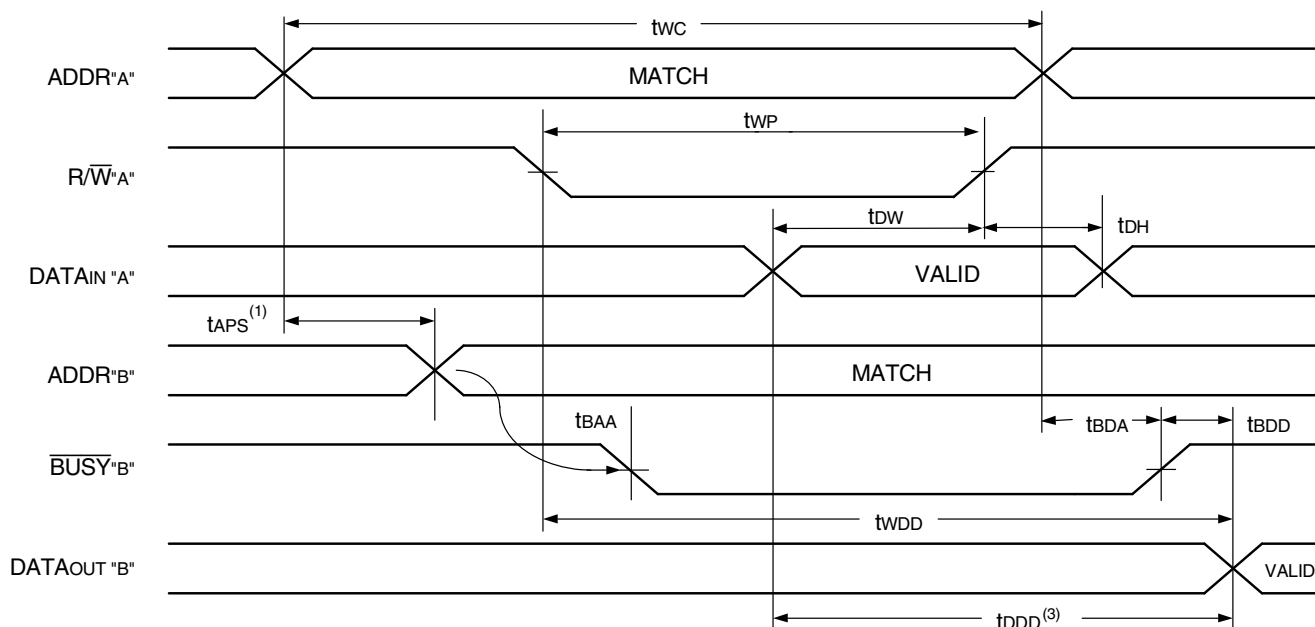 tWC
ADDR"A"
MATCH
tWP
R/W"A"
tDW
tDH
DATAIN "A"
VALID
tAPS(1)
ADDR"B"
MATCH
tBAA
tBDA
tBDD
BUSY"B"
tWDD
DATAOUT "B"
VALID
tDDD(3)